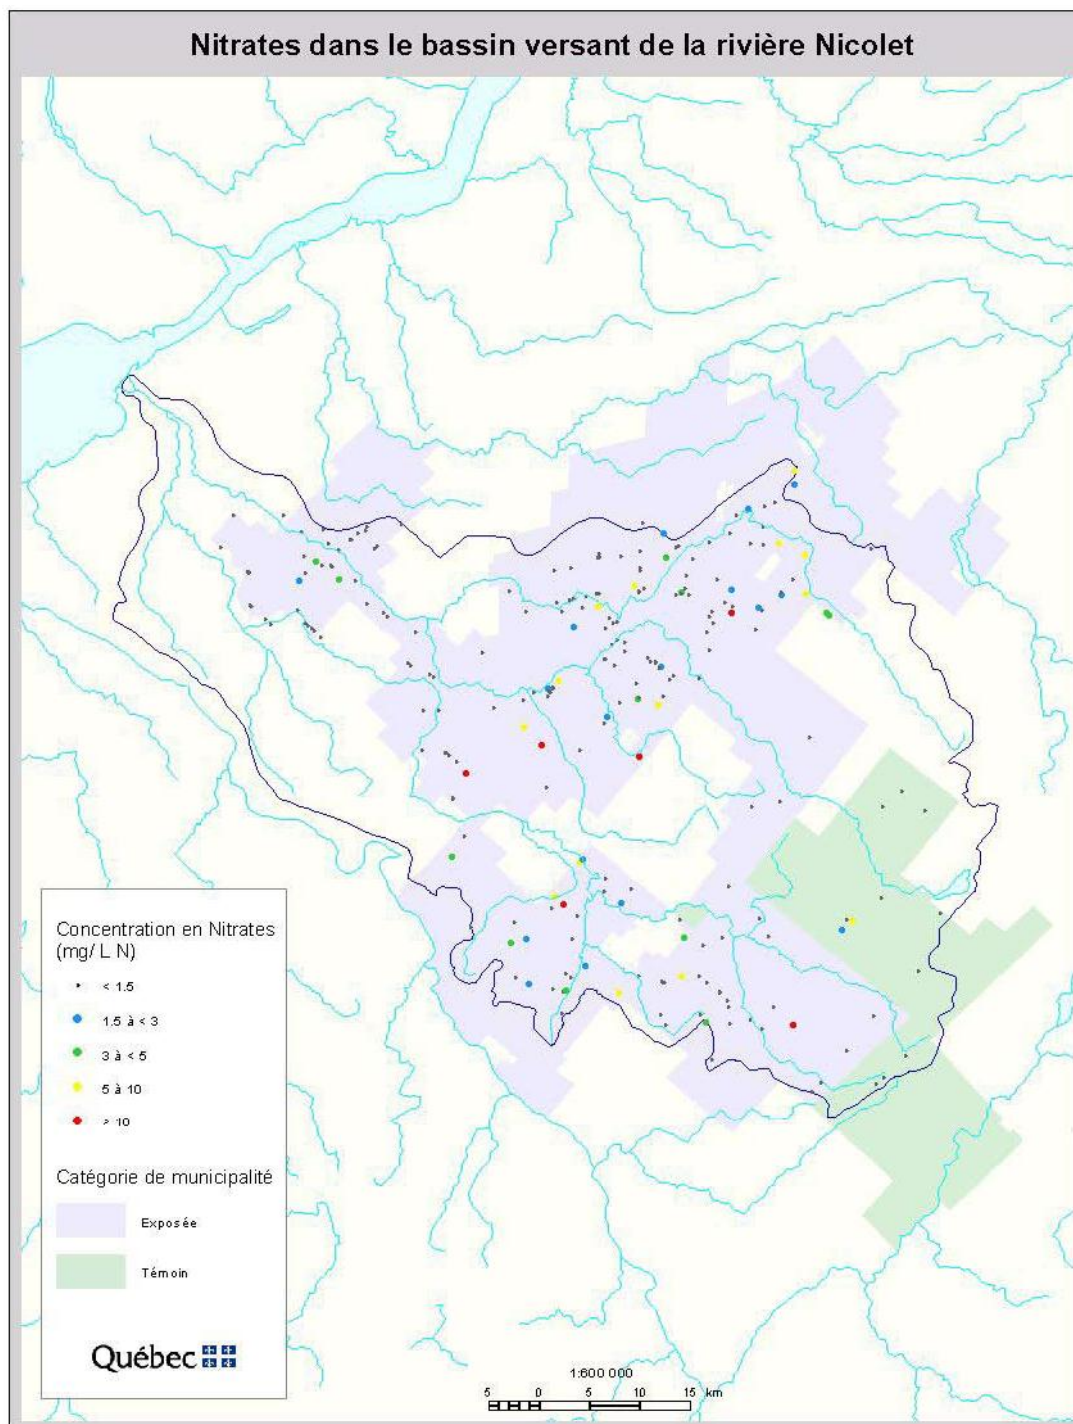 Nitrates dans le bassin versant de la rivière Nicolet
Concentration en Nitrates
(mg/ L N)
< 1.5
1.5 à < 3
3 à < 5
5 à 10
> 10
Catégorie de municipalité
Exposée
Témoin
Québec
1:600 000
5 0 5 10 15 km